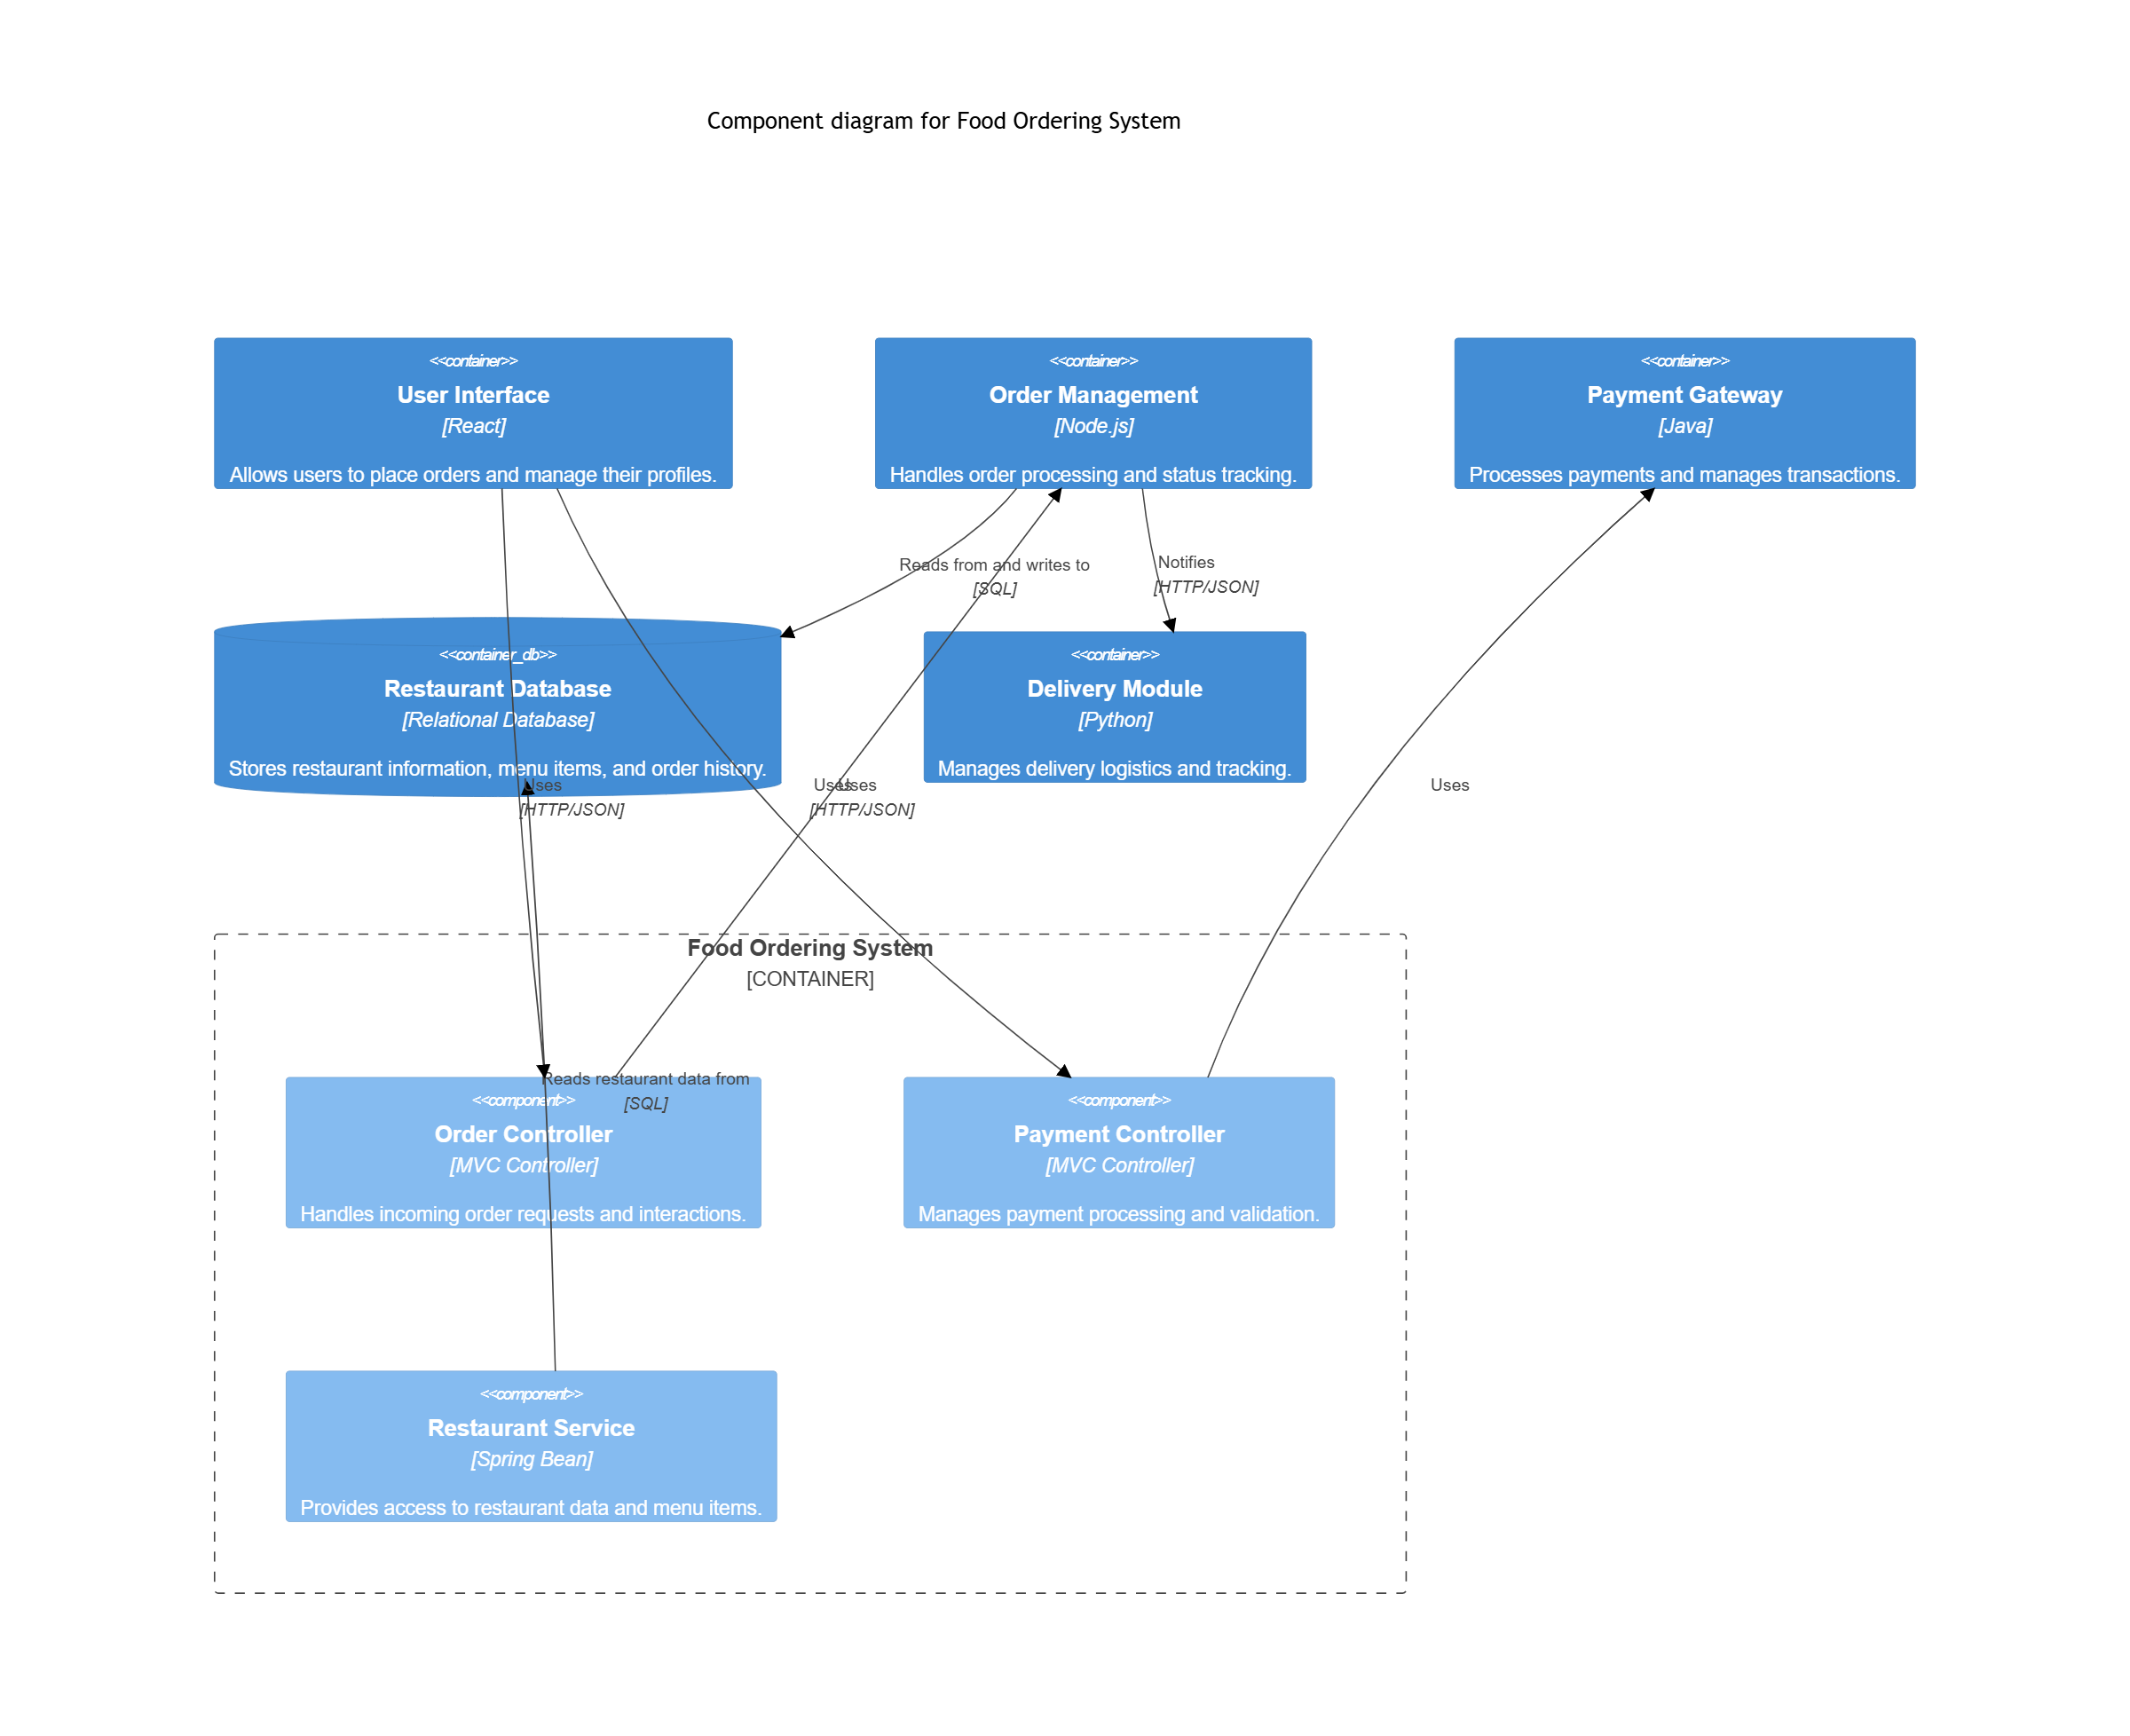 Component diagram for Food Ordering System
<<container>>
User Interface
[React]
Allows users to place orders and manage their profiles.
<<container>>
Order Management
[Node.js]
Handles order processing and status tracking.
<<container>>
Payment Gateway
[Java]
Processes payments and manages transactions.
Reads from and writes to
[SQL]
Notifies
[HTTP/JSON]
<<container_db>>
Restaurant Database
[Relational Database]
Stores restaurant information, menu items, and order history.
<<container>>
Delivery Module
[Python]
Manages delivery logistics and tracking.
Uses
[HTTP/JSON]
Uses
[HTTP/JSON]
Uses
Uses
Food Ordering System
[CONTAINER]
Reads restaurant data from
[SQL]
<<component>>
Order Controller
[MVC Controller]
Handles incoming order requests and interactions.
<<component>>
Payment Controller
[MVC Controller]
Manages payment processing and validation.
<<component>>
Restaurant Service
[Spring Bean]
Provides access to restaurant data and menu items.